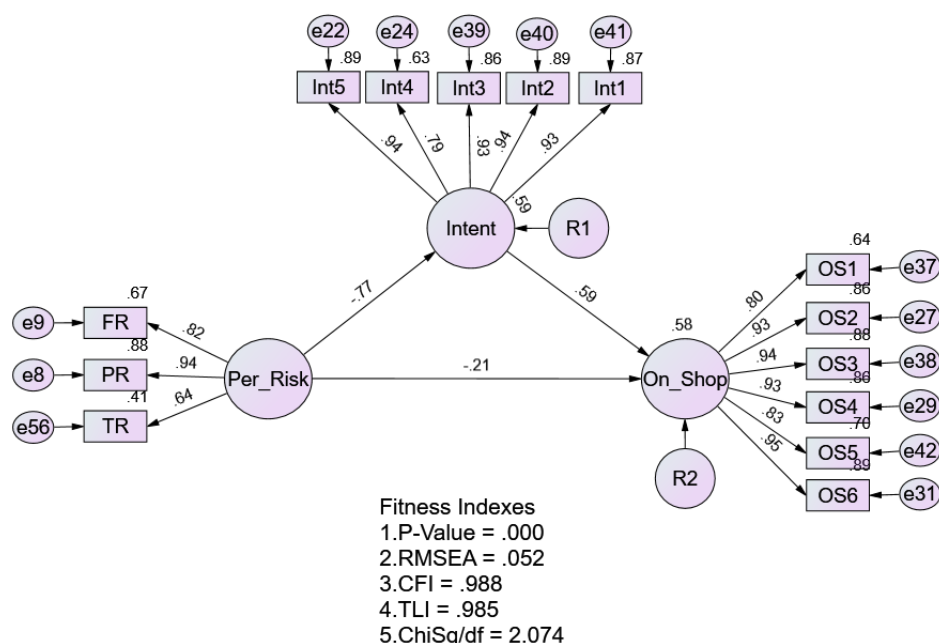 e22 e24 e39 e40 e41
.89 .63 .86 .89 .87
Int5 Int4 Int3 Int2 Int1
.94 .79 .93 .94 .93
.59
Intent R1
-.77 .59
.64
OS1 e37
.80
.86
OS2 e27
.93
.88
OS3 e38
.94
.86
OS4 e29
.93
.70
OS5 e42
.83
.89
OS6 e31
.95
.67
e9 FR .82
.88
e8 PR .94
.41
e56 TR .64
Per_Risk -.21 .58 On_Shop
R2
Fitness Indexes
1.P-Value = .000
2.RMSEA = .052
3.CFI = .988
4.TLI = .985
5.ChiSq/df = 2.074